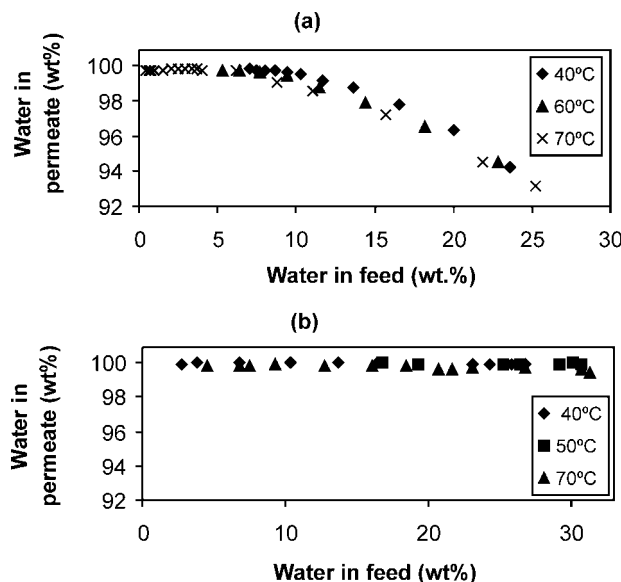 (a)
Water in permeate (wt%)
100
98
96
94
92
0 5 10 15 20 25 30
Water in feed (wt.%)
40ºC
60ºC
70ºC
(b)
Water in permeate (wt%)
100
98
96
94
92
0 10 20 30
Water in feed (wt%)
40ºC
50ºC
70ºC